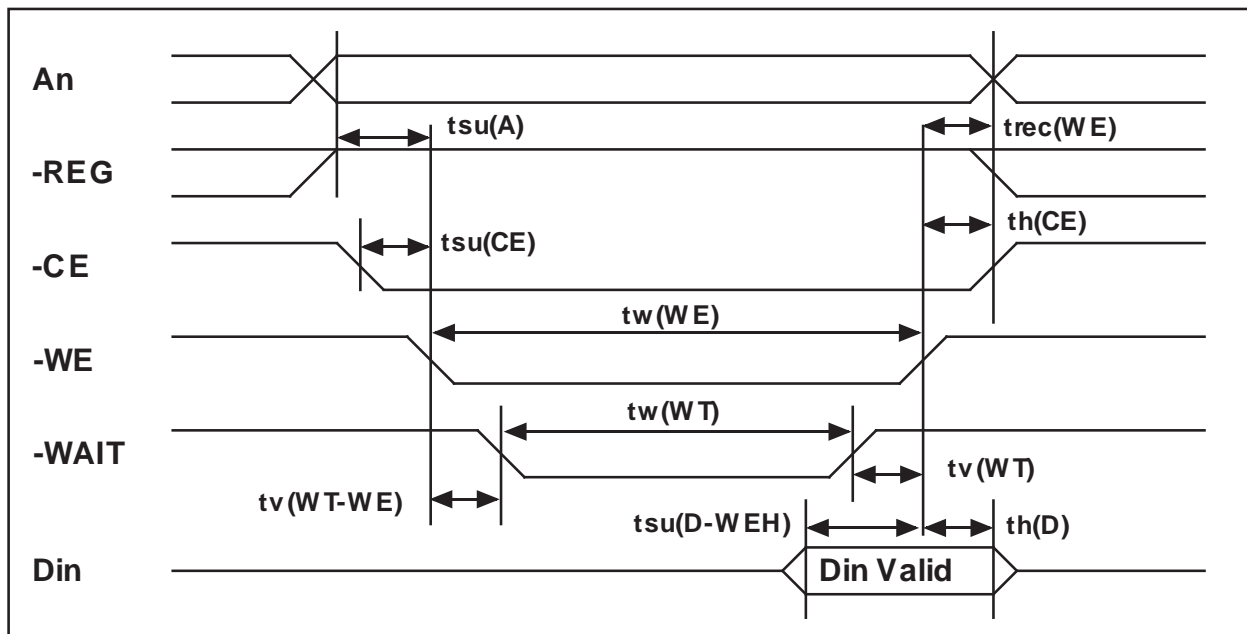 An
tsu(A)
trec(WE)
-REG
tsu(CE)
th(CE)
-CE
tw(WE)
-WE
tw(WT)
-WAIT
tv(WT)
tv(WT-WE)
tsu(D-WEH)
th(D)
Din
Din Valid